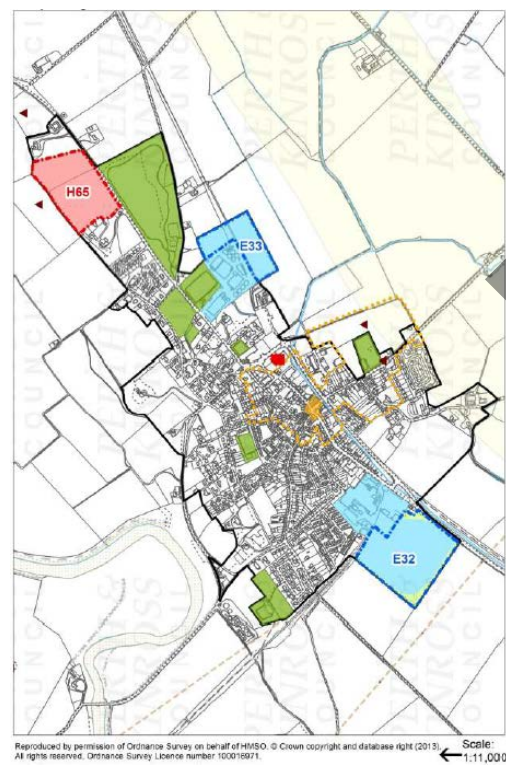 H65
E33
E32
PERTH &
KINROSS
COUNCIL
Reproduced by permission of Ordnance Survey on behalf of HMSO. © Crown copyright and database right (2013).
All rights reserved. Ordnance Survey Licence number 100016971.
Scale:
1:11,000